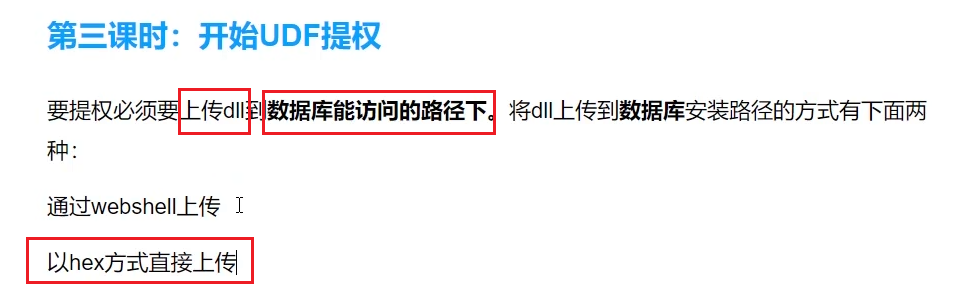 第三课时：开始UDF提权
要提权必须要上传dll到数据库能访问的路径下。将dll上传到数据库安装路径的方式有下面两
种：
通过webshell上传
以hex方式直接上传